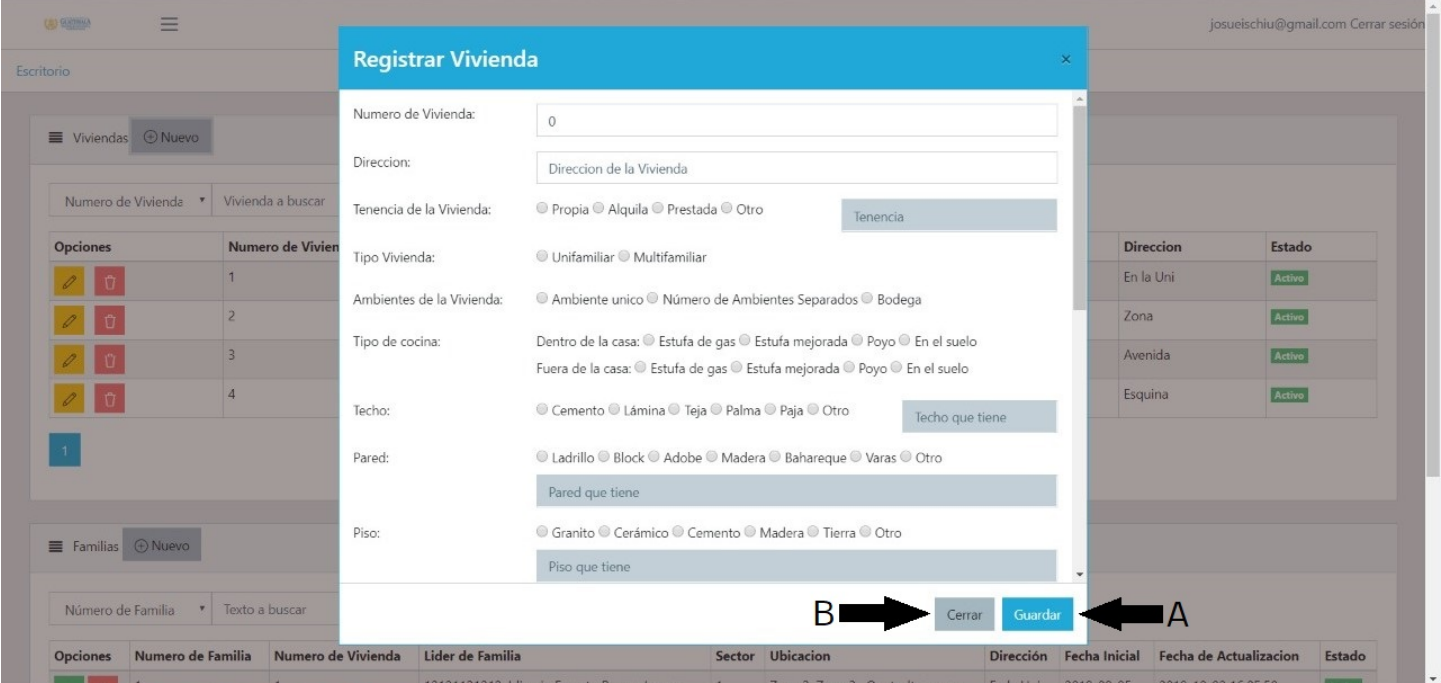 GUATEMALA
josueischiu@gmail.com Cerrar sesión
Escritorio
Registrar Vivienda ×
Numero de Vivienda: 0
Direccion: Direccion de la Vivienda
Tenencia de la Vivienda: Propia Alquila Prestada Otro Tenencia
Tipo Vivienda: Unifamiliar Multifamiliar
Ambientes de la Vivienda: Ambiente unico Número de Ambientes Separados Bodega
Tipo de cocina: Dentro de la casa: Estufa de gas Estufa mejorada Poyo En el suelo
Fuera de la casa: Estufa de gas Estufa mejorada Poyo En el suelo
Techo: Cemento Lámina Teja Palma Paja Otro Techo que tiene
Pared: Ladrillo Block Adobe Madera Bahareque Varas Otro
Pared que tiene
Piso: Granito Cerámico Cemento Madera Tierra Otro
Piso que tiene
B Cerrar Guardar A
Viviendas Nuevo
Numero de Vivienda Vivienda a buscar
Opciones Numero de Vivien Direccion Estado
1 En la Uni Activo
2 Zona Activo
3 Avenida Activo
4 Esquina Activo
1
Familias Nuevo
Número de Familia Texto a buscar
Opciones Numero de Familia Numero de Vivienda Lider de Familia Sector Ubicacion Dirección Fecha Inicial Fecha de Actualizacion Estado